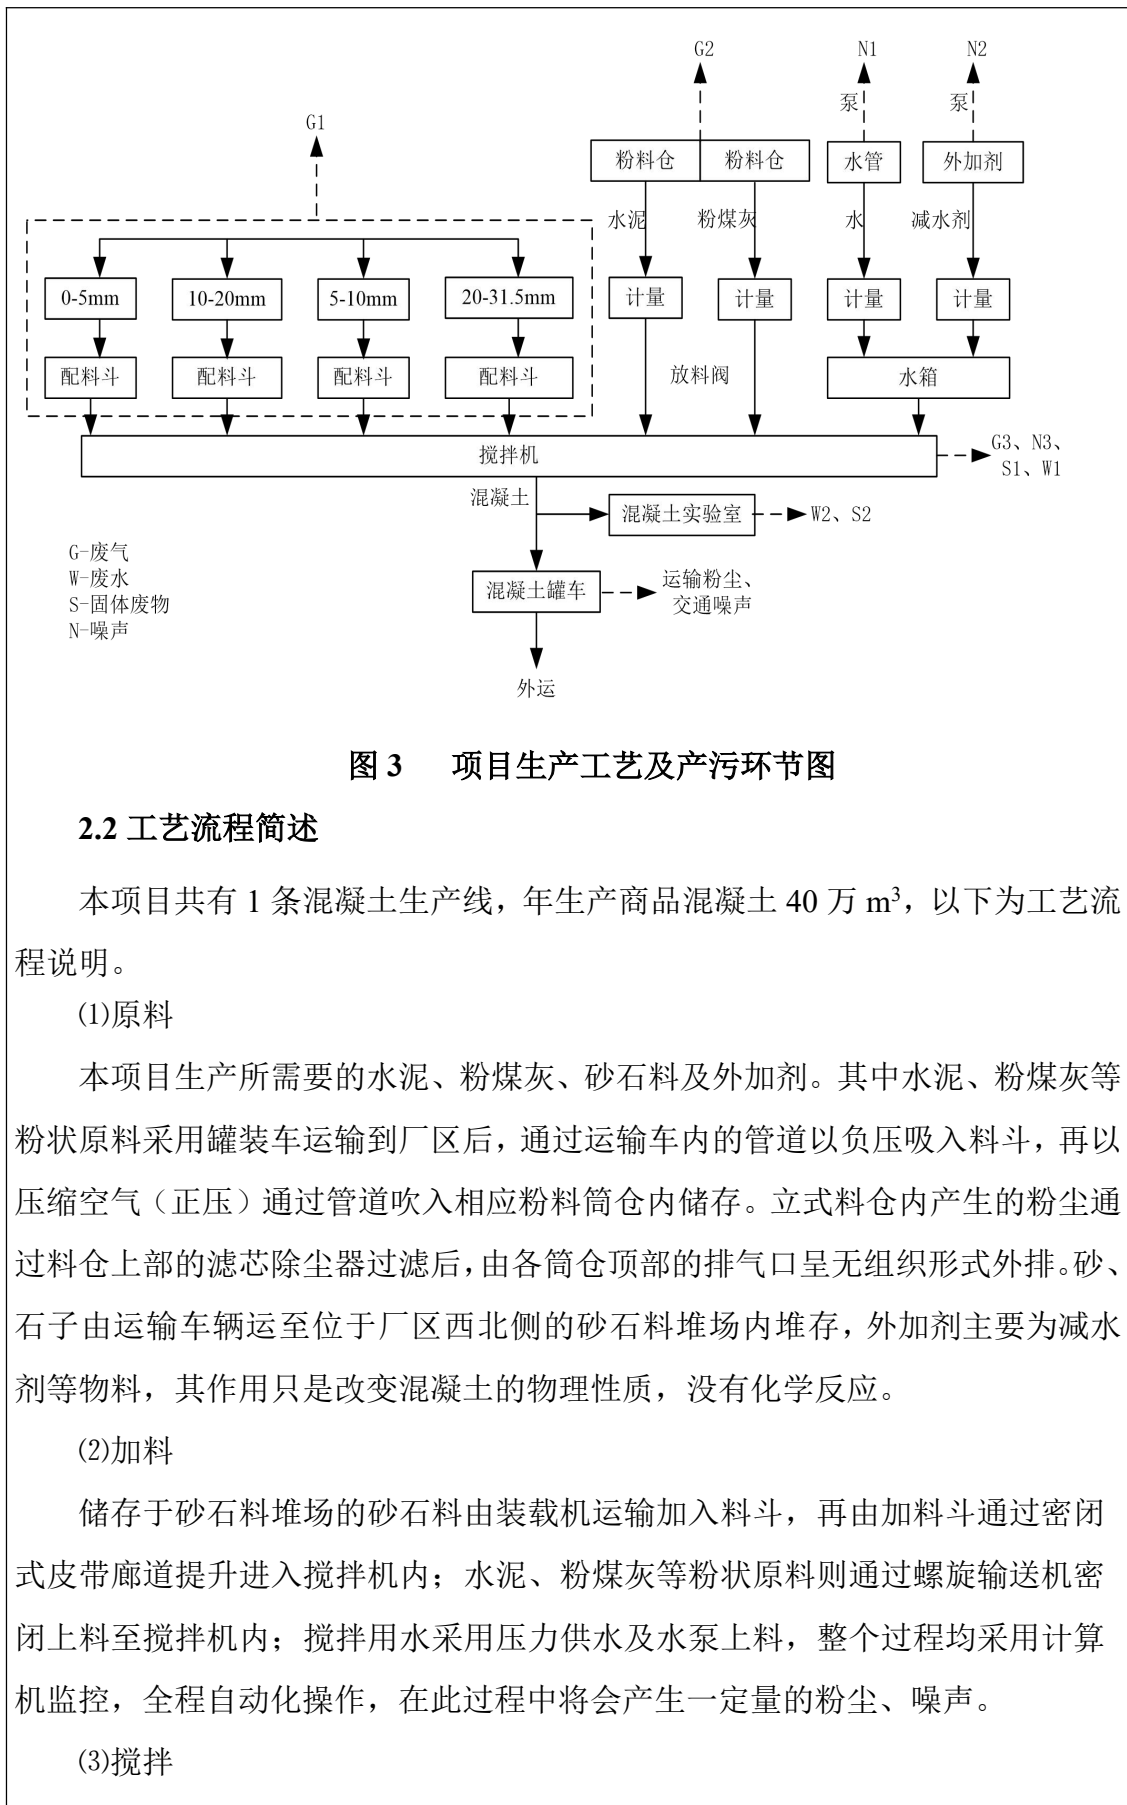 G2 N1 N2
泵 泵
G1
粉料仓 粉料仓 水管 外加剂
水泥 粉煤灰 水 减水剂
0-5mm 10-20mm 5-10mm 20-31.5mm 计量 计量 计量 计量
配料斗 配料斗 配料斗 配料斗 放料阀 水箱
搅拌机 G3、N3、
S1、W1
混凝土
混凝土实验室 W2、S2
G-废气
W-废水
S-固体废物
N-噪声
混凝土罐车 运输粉尘、
交通噪声
外运
图 3 项目生产工艺及产污环节图
2.2 工艺流程简述
本项目共有 1 条混凝土生产线，年生产商品混凝土 40 万 m³，以下为工艺流
程说明。
⑴原料
本项目生产所需要的水泥、粉煤灰、砂石料及外加剂。其中水泥、粉煤灰等
粉状原料采用罐装车运输到厂区后，通过运输车内的管道以负压吸入料斗，再以
压缩空气（正压）通过管道吹入相应粉料筒仓内储存。立式料仓内产生的粉尘通
过料仓上部的滤芯除尘器过滤后，由各筒仓顶部的排气口呈无组织形式外排。砂、
石子由运输车辆运至位于厂区西北侧的砂石料堆场内堆存，外加剂主要为减水
剂等物料，其作用只是改变混凝土的物理性质，没有化学反应。
⑵加料
储存于砂石料堆场的砂石料由装载机运输加入料斗，再由加料斗通过密闭
式皮带廊道提升进入搅拌机内；水泥、粉煤灰等粉状原料则通过螺旋输送机密
闭上料至搅拌机内；搅拌用水采用压力供水及水泵上料，整个过程均采用计算
机监控，全程自动化操作，在此过程中将会产生一定量的粉尘、噪声。
⑶搅拌